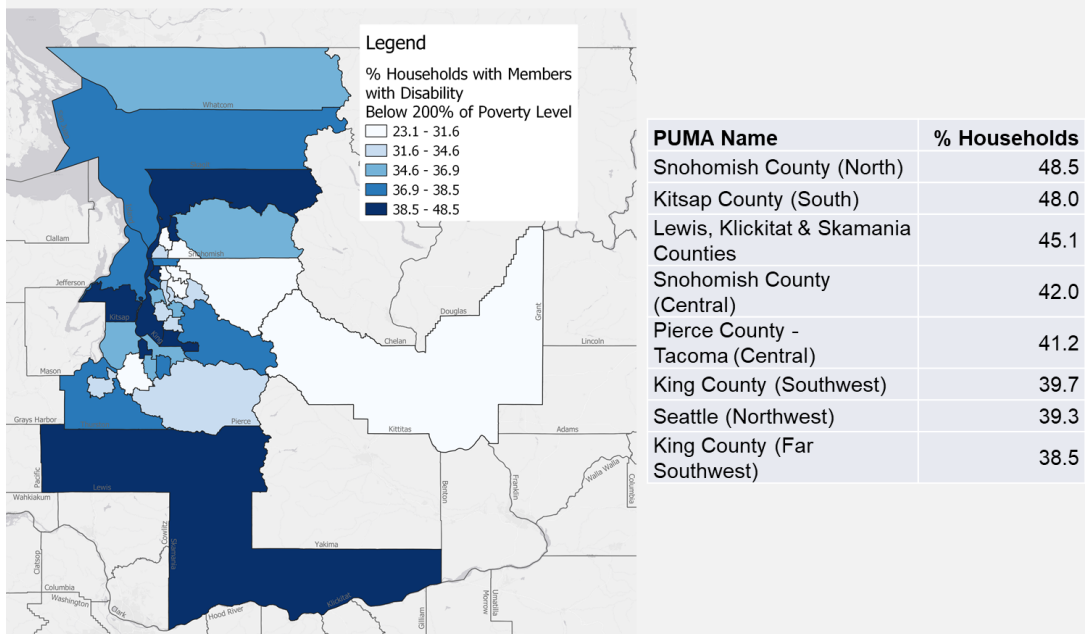 Legend
% Households with Members
with Disability
Below 200% of Poverty Level
23.1 - 31.6
31.6 - 34.6
34.6 - 36.9
36.9 - 38.5
38.5 - 48.5
Whatcom
Clallam
Snohomish
Jefferson
Kitsap
King
Douglas
Grant
Chelan
Lincoln
Mason
Grays Harbor
Pierce
Kittitas
Adams
Pacific
Lewis
Wahkiakum
Cowlitz
Skamania
Yakima
Benton
Franklin
Walla Walla
Columbia
Clatsop
Columbia
Washington
Clark
Hood River
Klickitat
Gilliam
Morrow
Umatilla
PUMA Name % Households
Snohomish County (North) 48.5
Kitsap County (South) 48.0
Lewis, Klickitat & Skamania
Counties 45.1
Snohomish County
(Central) 42.0
Pierce County -
Tacoma (Central) 41.2
King County (Southwest) 39.7
Seattle (Northwest) 39.3
King County (Far
Southwest) 38.5